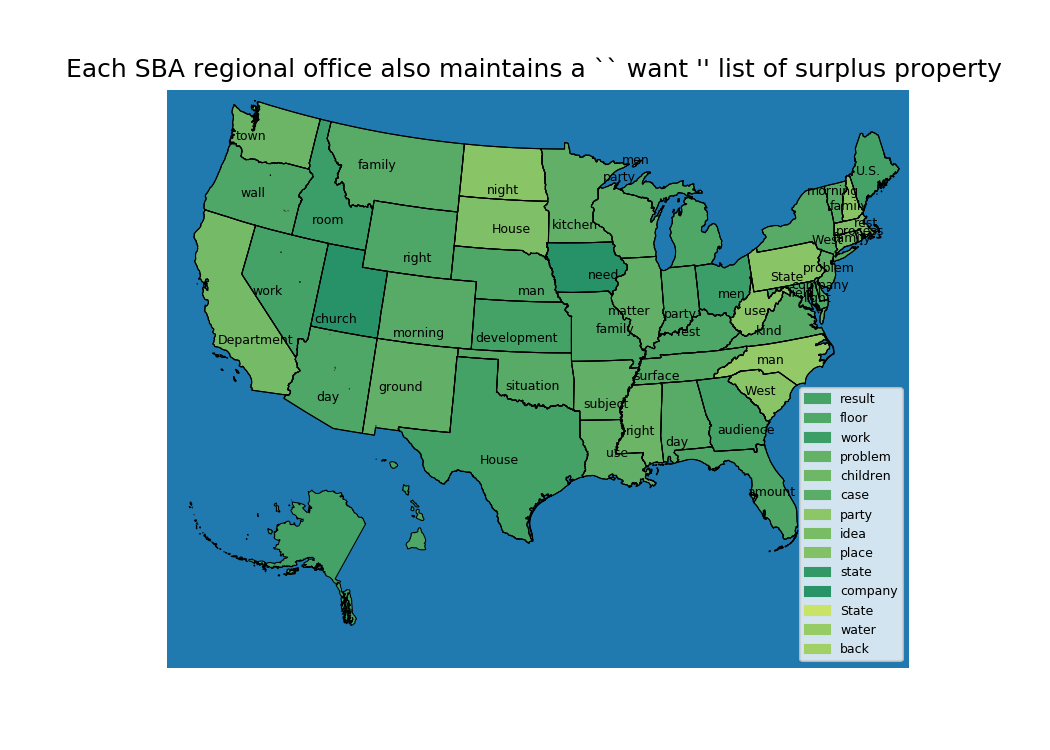 Each SBA regional office also maintains a `` want '' list of surplus property
men
town
family
party
U.S.
night
morning
wall
family
room
House
kitchen
rest
process
West
right
problem
need
State
company
work
man
men
right
church
use
matter
party
family
rest
kind
morning
development
Department
man
surface
ground
situation
West
day
subject
right
audience
day
use
House
amount
result
floor
work
problem
children
case
party
idea
place
state
company
State
water
back